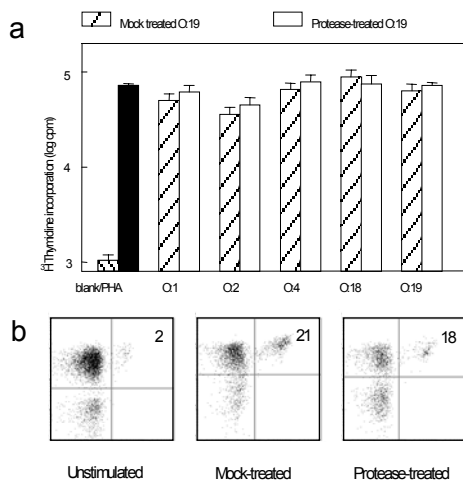 a
Mock treated O:19
Protease-treated O:19
[³H] Thymidine incorporation (log cpm)
5
4
3
blank/PHA
O:1
O:2
O:4
O:18
O:19
b
2
21
18
Unstimulated
Mock-treated
Protease-treated